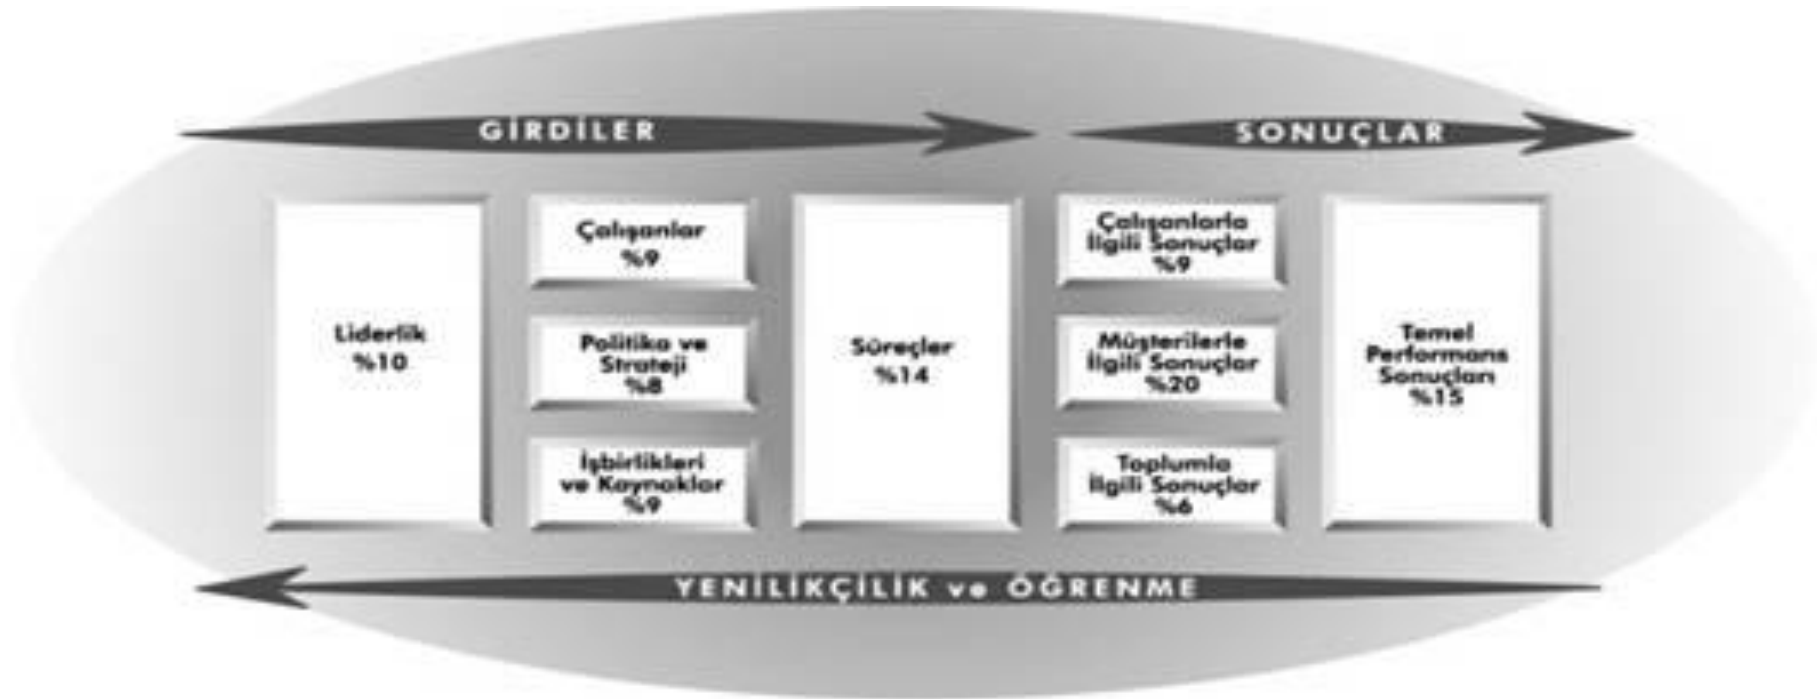 GİRDİLER
SONUÇLAR
Liderlik
%10
Çalışanlar
%9
Politika ve
Strateji
%8
İşbirlikleri
ve Kaynaklar
%9
Süreçler
%14
Çalışanlarla
İlgili Sonuçlar
%9
Müşterilerle
İlgili Sonuçlar
%20
Toplumla
İlgili Sonuçlar
%6
Temel
Performans
Sonuçları
%15
YENİLİKÇİLİK ve ÖĞRENME